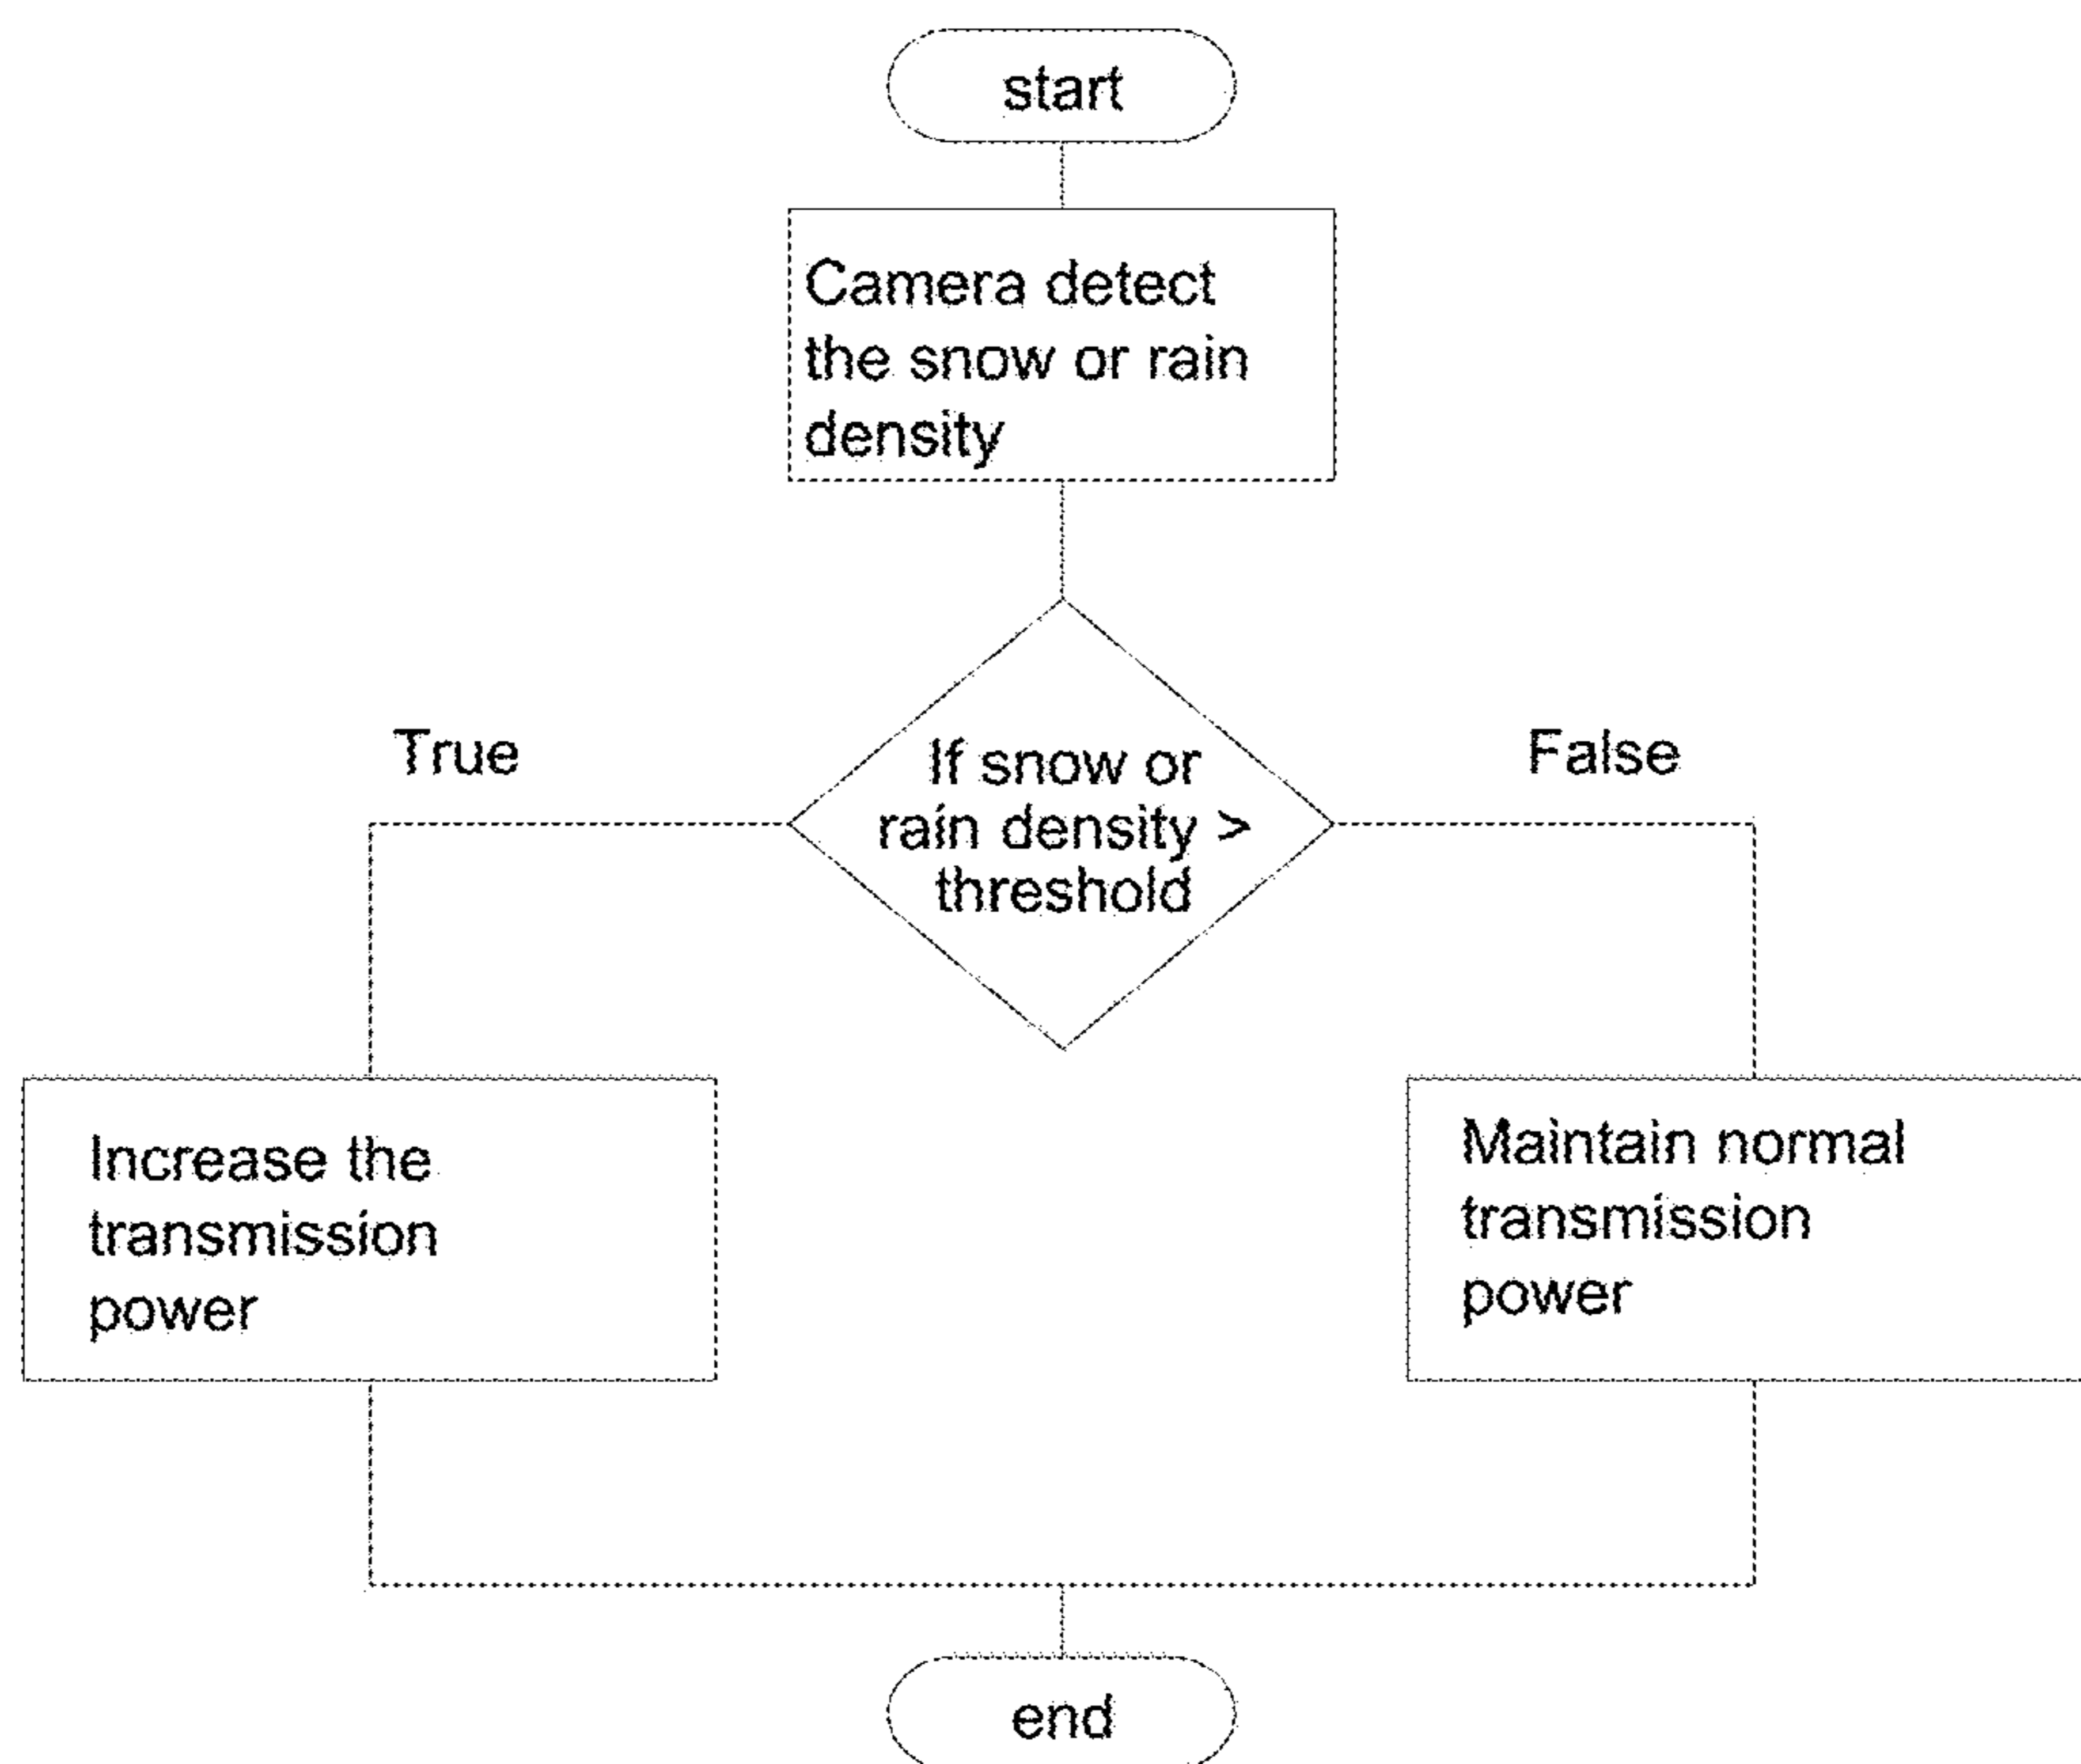 start
Camera detect
the snow or rain
density
True
If snow or
rain density >
threshold
False
Increase the
transmission
power
Maintain normal
transmission
power
end